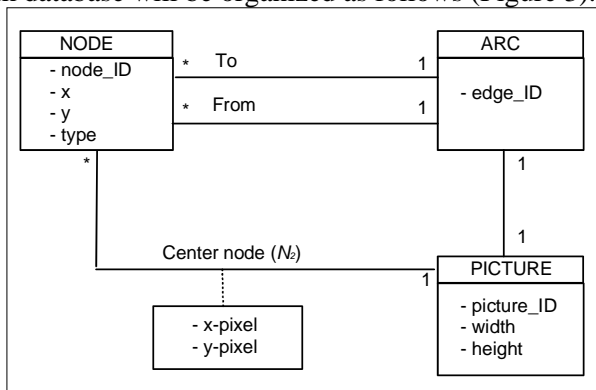 n database will be organized as follows (Figure 3).
NODE
- node_ID
- x
- y
- type
* To 1
* From 1
ARC
- edge_ID
*
1
1
Center node (N₂)
1
- x-pixel
- y-pixel
PICTURE
- picture_ID
- width
- height